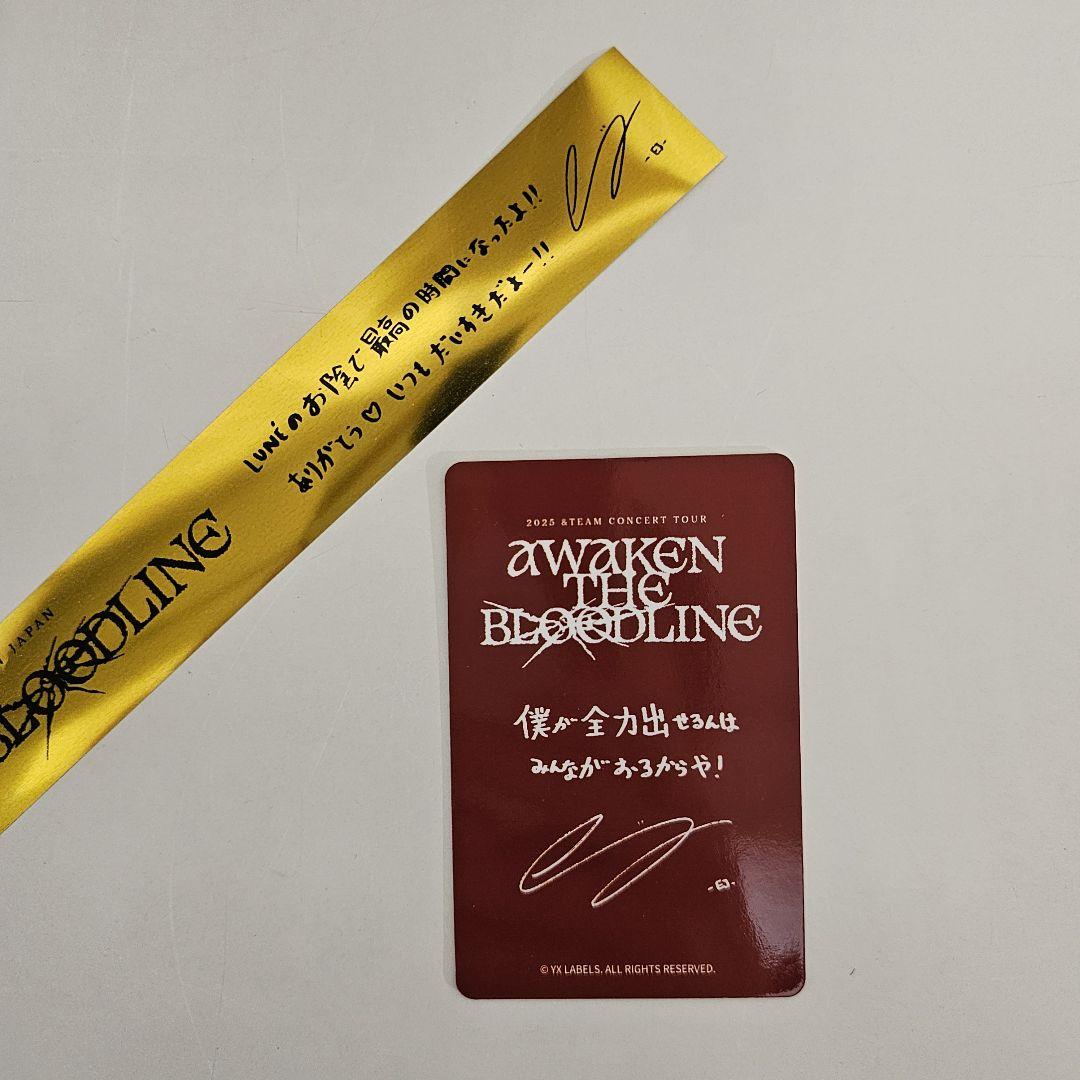 LUNÉのお陰で最高の時間になったよ!!
ありがとう♡いつもだいすきだよー!!
-EJ-
JAPAN
BLOODLINE
2025 &TEAM CONCERT TOUR
AWAKEN
THE
BLOODLINE
僕が全力出せるんは
みんながおるからや!
-EJ-
© YX LABELS. ALL RIGHTS RESERVED.